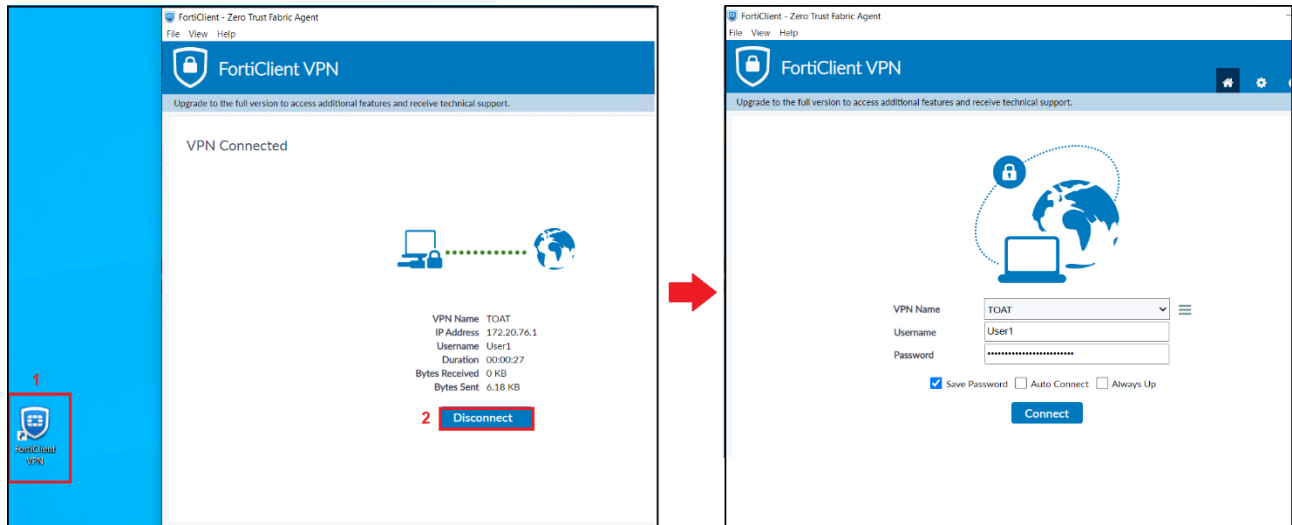 FortiClient - Zero Trust Fabric Agent
File View Help
FortiClient VPN
Upgrade to the full version to access additional features and receive technical support.
VPN Connected
VPN Name TOAT
IP Address 172.20.76.1
Username User1
Duration 00:00:27
Bytes Received 0 KB
Bytes Sent 6.18 KB
2 Disconnect
1
FortiClient
VPN
FortiClient - Zero Trust Fabric Agent
File View Help
FortiClient VPN
Upgrade to the full version to access additional features and receive technical support.
VPN Name TOAT
Username User1
Password ••••••••••••••••••••••••
Save Password Auto Connect Always Up
Connect